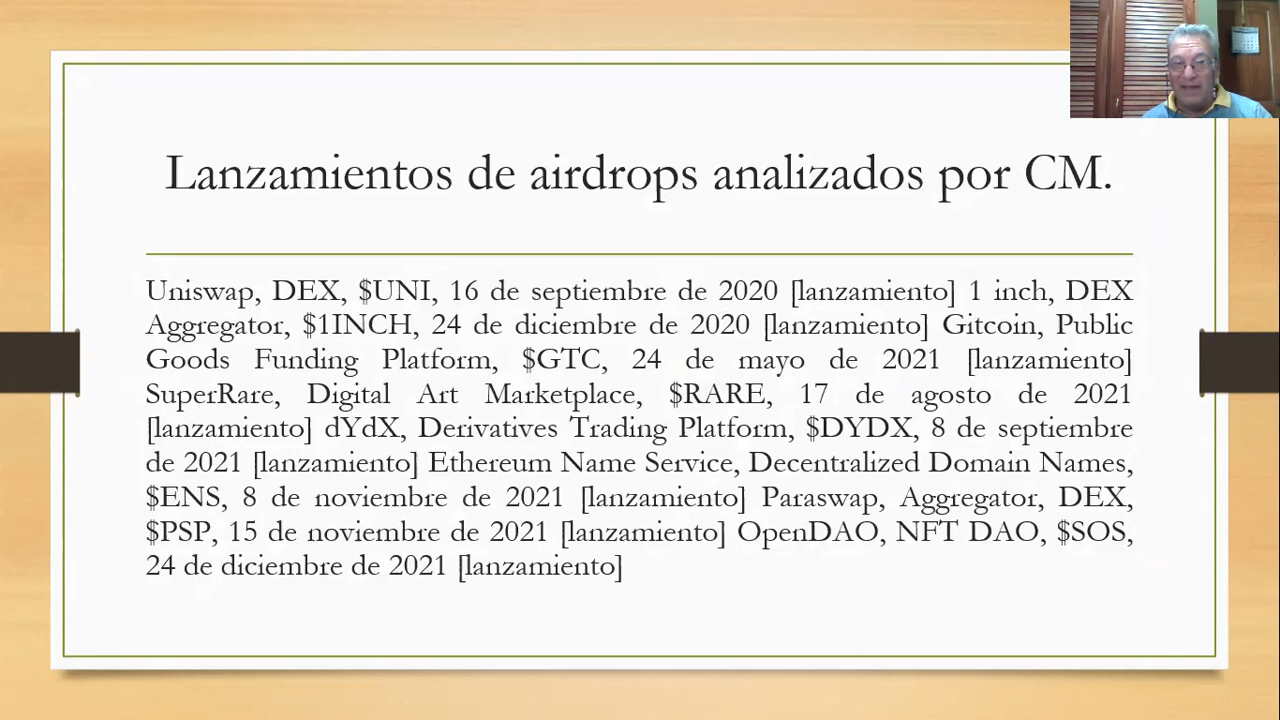 Lanzamientos de airdrops analizados por CM.
Uniswap, DEX, $UNI, 16 de septiembre de 2020 [lanzamiento] 1 inch, DEX
Aggregator, $1INCH, 24 de diciembre de 2020 [lanzamiento] Gitcoin, Public
Goods Funding Platform, $GTC, 24 de mayo de 2021 [lanzamiento]
SuperRare, Digital Art Marketplace, $RARE, 17 de agosto de 2021
[lanzamiento] dYdX, Derivatives Trading Platform, $DYDX, 8 de septiembre
de 2021 [lanzamiento] Ethereum Name Service, Decentralized Domain Names,
$ENS, 8 de noviembre de 2021 [lanzamiento] Paraswap, Aggregator, DEX,
$PSP, 15 de noviembre de 2021 [lanzamiento] OpenDAO, NFT DAO, $SOS,
24 de diciembre de 2021 [lanzamiento]